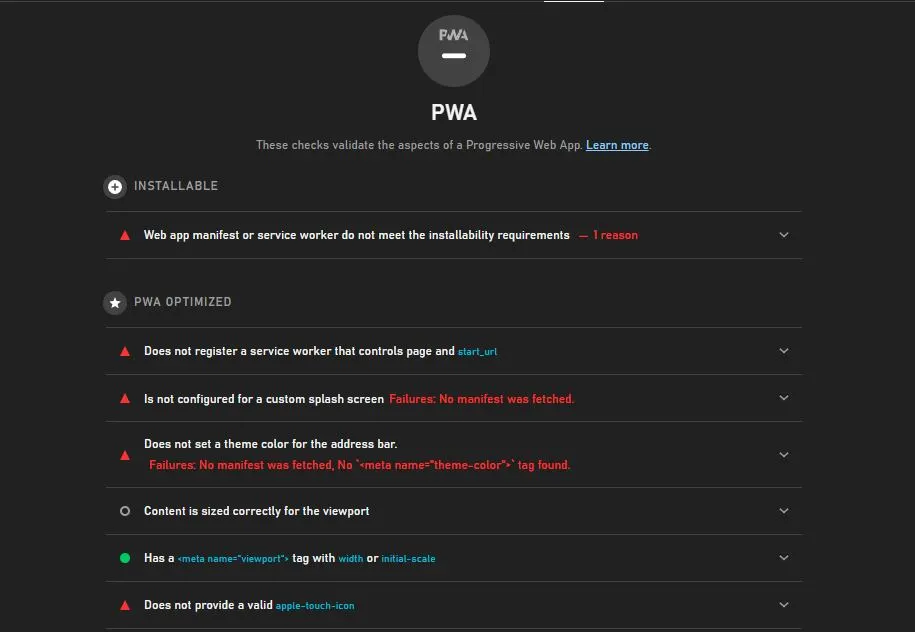 PWA
PWA
These checks validate the aspects of a Progressive Web App. Learn more.
INSTALLABLE
Web app manifest or service worker do not meet the installability requirements — 1 reason
PWA OPTIMIZED
Does not register a service worker that controls page and start_url
Is not configured for a custom splash screen Failures: No manifest was fetched.
Does not set a theme color for the address bar.
Failures: No manifest was fetched, No `<meta name="theme-color">` tag found.
Content is sized correctly for the viewport
Has a <meta name="viewport"> tag with width or initial-scale
Does not provide a valid apple-touch-icon